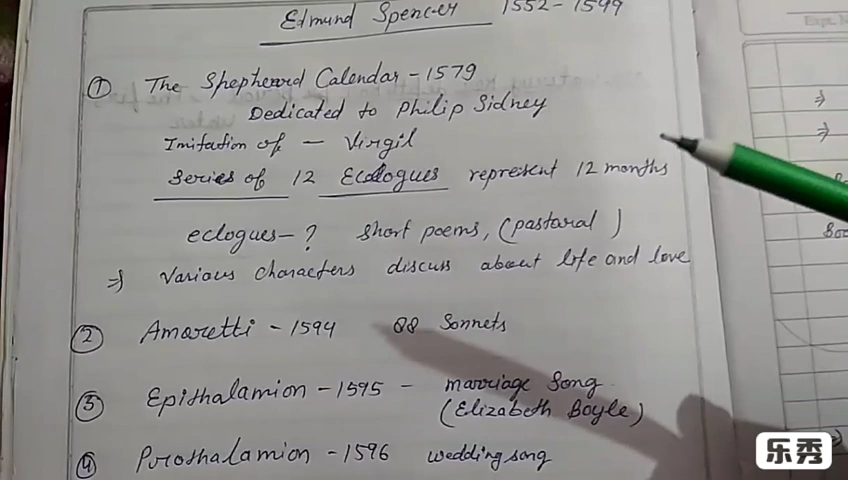 Edmund Spencer 1552-1599
① The Shepheard Calendar - 1579
Dedicated to Philip Sidney
Imitation of - Virgil
Series of 12 Ecologues represent 12 months
eclogues - ? Short poems, (pastaral)
⇒ Various characters discuss about life and love
② Amoretti - 1594 88 Sonnets
③ Epithalamion - 1595 - marriage Song
(Elizabeth Boyle)
④ Prothalamion - 1596 wedding song
乐秀